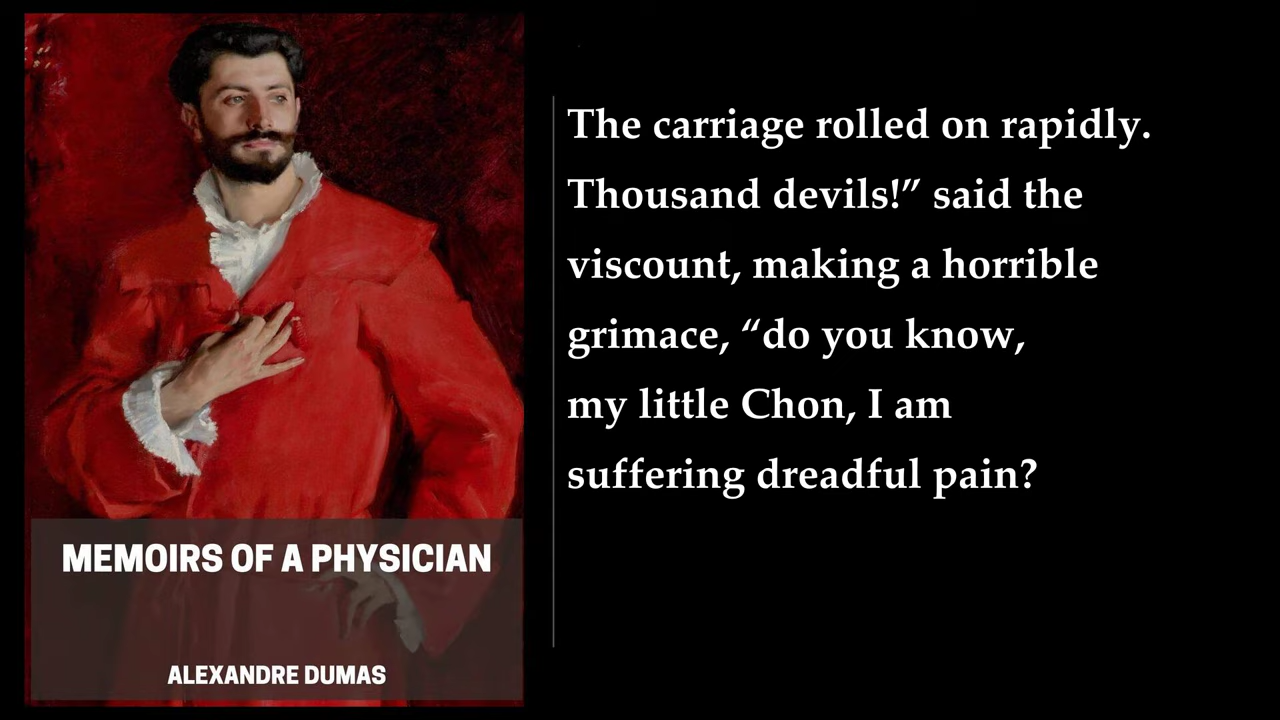 The carriage rolled on rapidly.
Thousand devils!” said the
viscount, making a horrible
grimace, “do you know,
my little Chon, I am
suffering dreadful pain?
MEMOIRS OF A PHYSICIAN
ALEXANDRE DUMAS